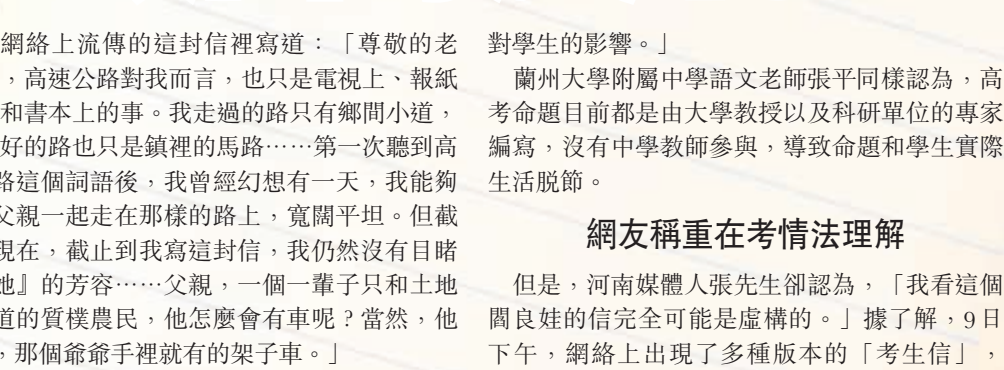 網絡上流傳的這封信裡寫道：「尊敬的老
，高速公路對我而言，也只是電視上、報紙
和書本上的事。我走過的路只有鄉間小道，
好的路也只是鎮裡的馬路……第一次聽到高
路這個詞語後，我曾經幻想有一天，我能夠
父親一起走在那樣的路上，寬闊平坦。但截
現在，截止到我寫這封信，我仍然沒有目睹
她』的芳容……父親，一個一輩子只和土地
道的質樸農民，他怎麼會有車呢？當然，他
，那個爺爺手裡就有的架子車。」
對學生的影響。」
蘭州大學附屬中學語文老師張平同樣認為，高
考命題目前都是由大學教授以及科研單位的專家
編寫，沒有中學教師參與，導致命題和學生實際
生活脫節。
網友稱重在考情法理解
但是，河南媒體人張先生卻認為，「我看這個
閻良娃的信完全可能是虛構的。」據了解，9日
下午，網絡上出現了多種版本的「考生信」，